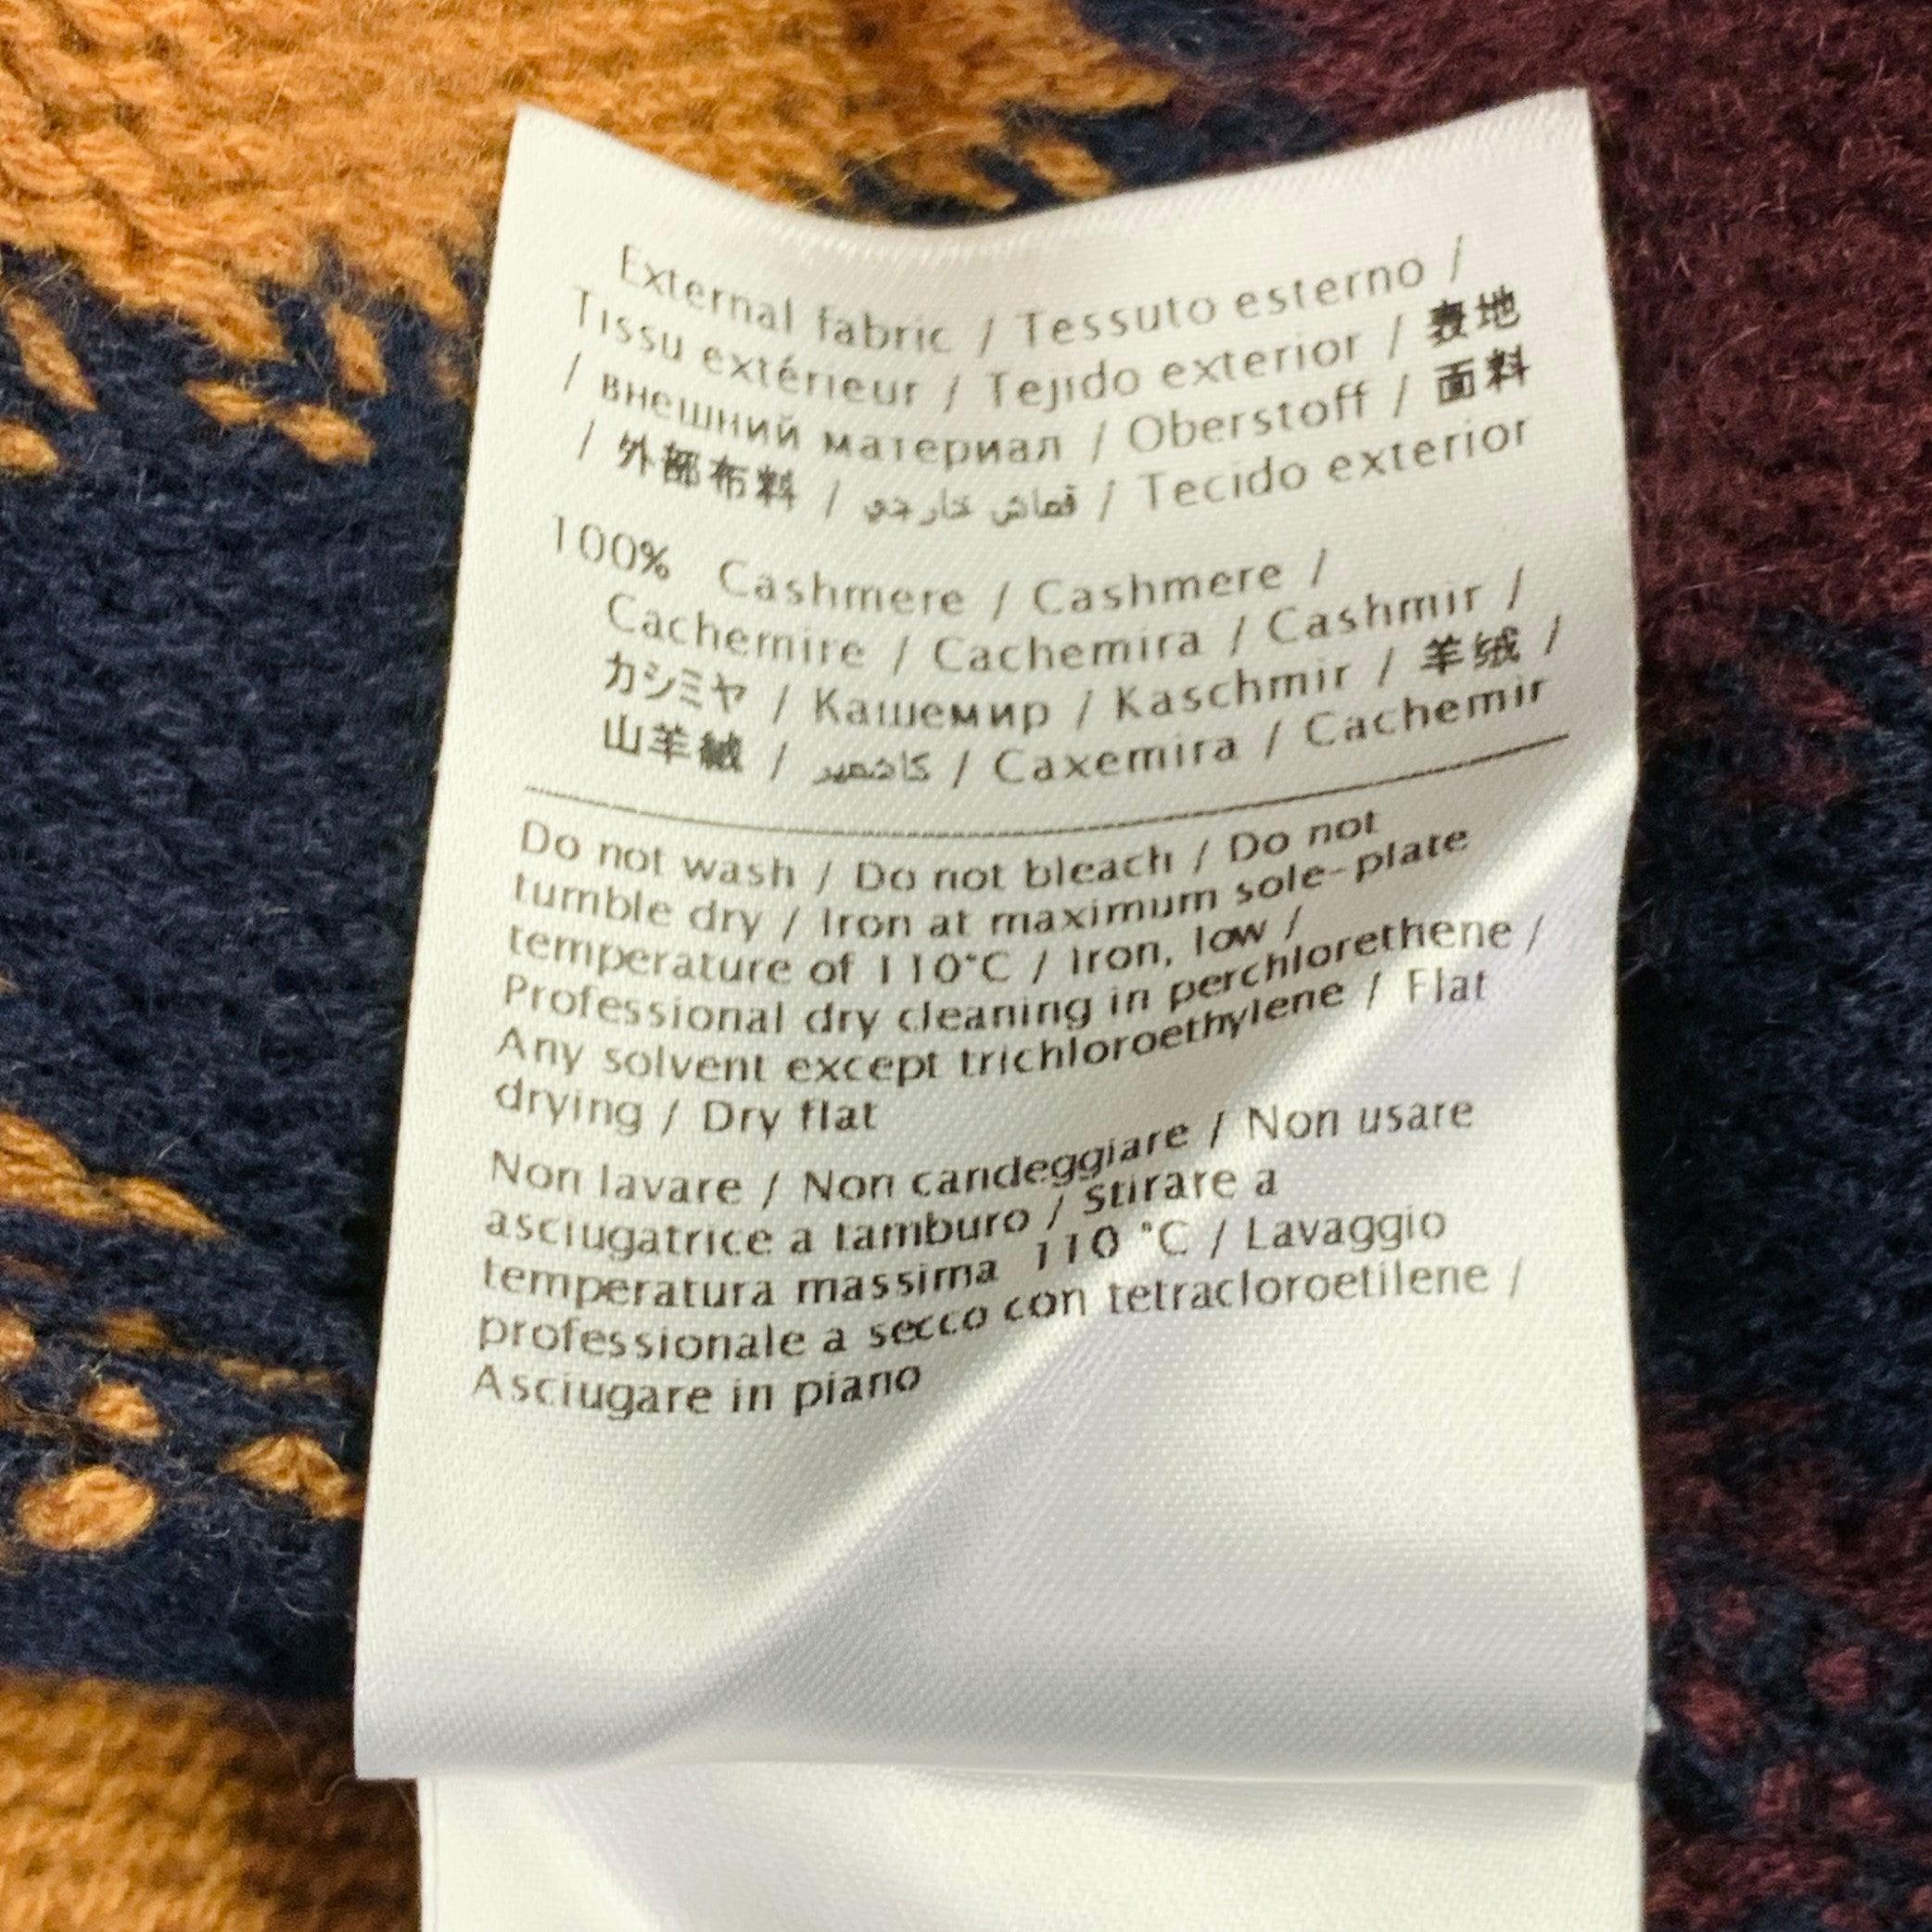 External fabric / Tessuto esterno /
Tissu extérieur / Tejido exterior / 表地
/ внешний материал / Oberstoff / 面料
/ 外部布料 / قماش خارجي / Tecido exterior
100% Cashmere / Cashmere /
Cachemire / Cachemira / Cashmir /
カシミヤ / Кашемир / Kaschmir / 羊绒 /
山羊絨 / كاشمير / Caxemira / Cachemir
Do not wash / Do not bleach / Do not
tumble dry / Iron at maximum sole-plate
temperature of 110°C / Iron, low /
Professional dry cleaning in perchlorethene /
Any solvent except trichloroethylene / Flat
drying / Dry flat
Non lavare / Non candeggiare / Non usare
asciugatrice a tamburo / Stirare a
temperatura massima 110 °C / Lavaggio
professionale a secco con tetracloroetilene /
Asciugare in piano